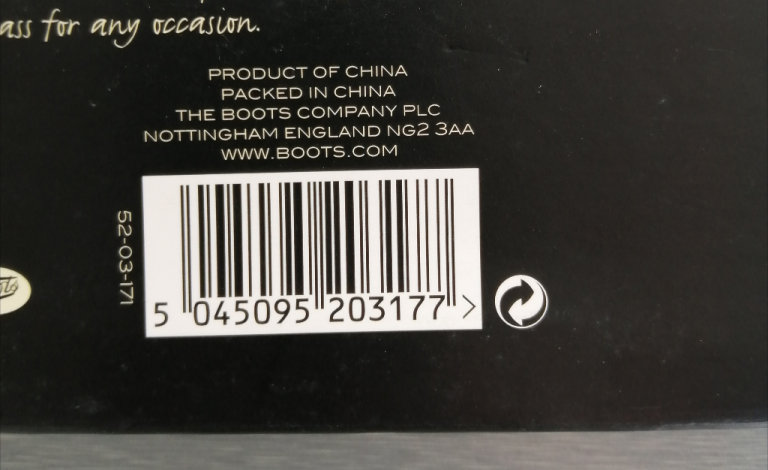 for any occasion.
PRODUCT OF CHINA
PACKED IN CHINA
THE BOOTS COMPANY PLC
NOTTINGHAM ENGLAND NG2 3AA
WWW.BOOTS.COM
52-03-171
5 045095 203177 >